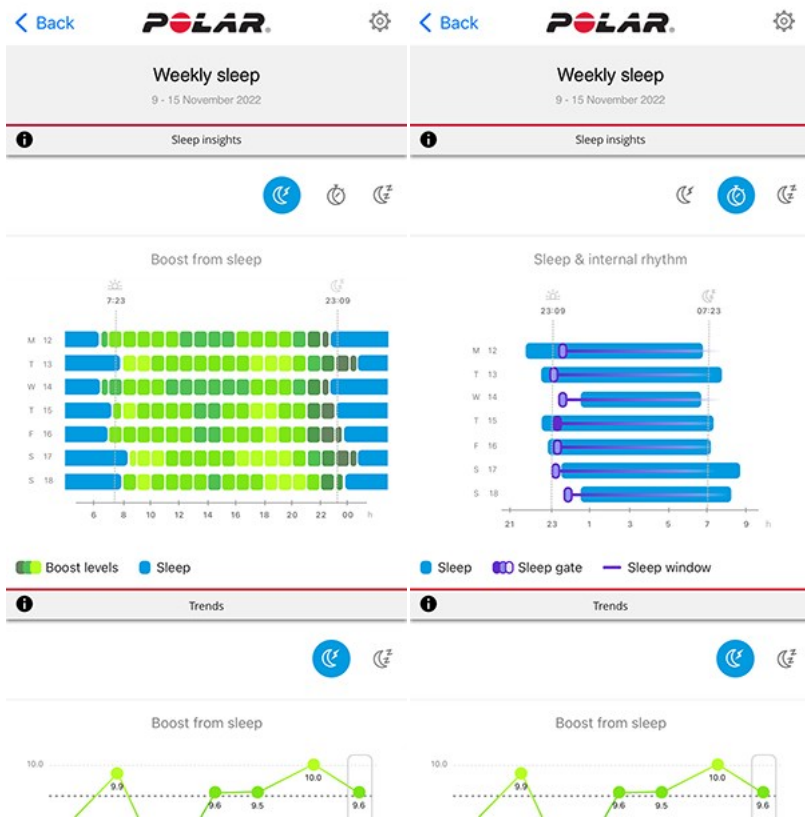 Back
POLAR.
Weekly sleep
9 - 15 November 2022
Sleep insights
Boost from sleep
7:23 23:09
M 12
T 13
W 14
T 15
F 16
S 17
S 18
6 8 10 12 14 16 18 20 22 00 h
Boost levels Sleep
Trends
Boost from sleep
10.0
9.9 9.6 9.5 10.0 9.6
Back
POLAR.
Weekly sleep
9 - 15 November 2022
Sleep insights
Sleep & internal rhythm
23:09 07:23
M 12
T 13
W 14
T 15
F 16
S 17
S 18
21 23 1 3 5 7 9 h
Sleep Sleep gate Sleep window
Trends
Boost from sleep
10.0
9.9 9.6 9.5 10.0 9.6